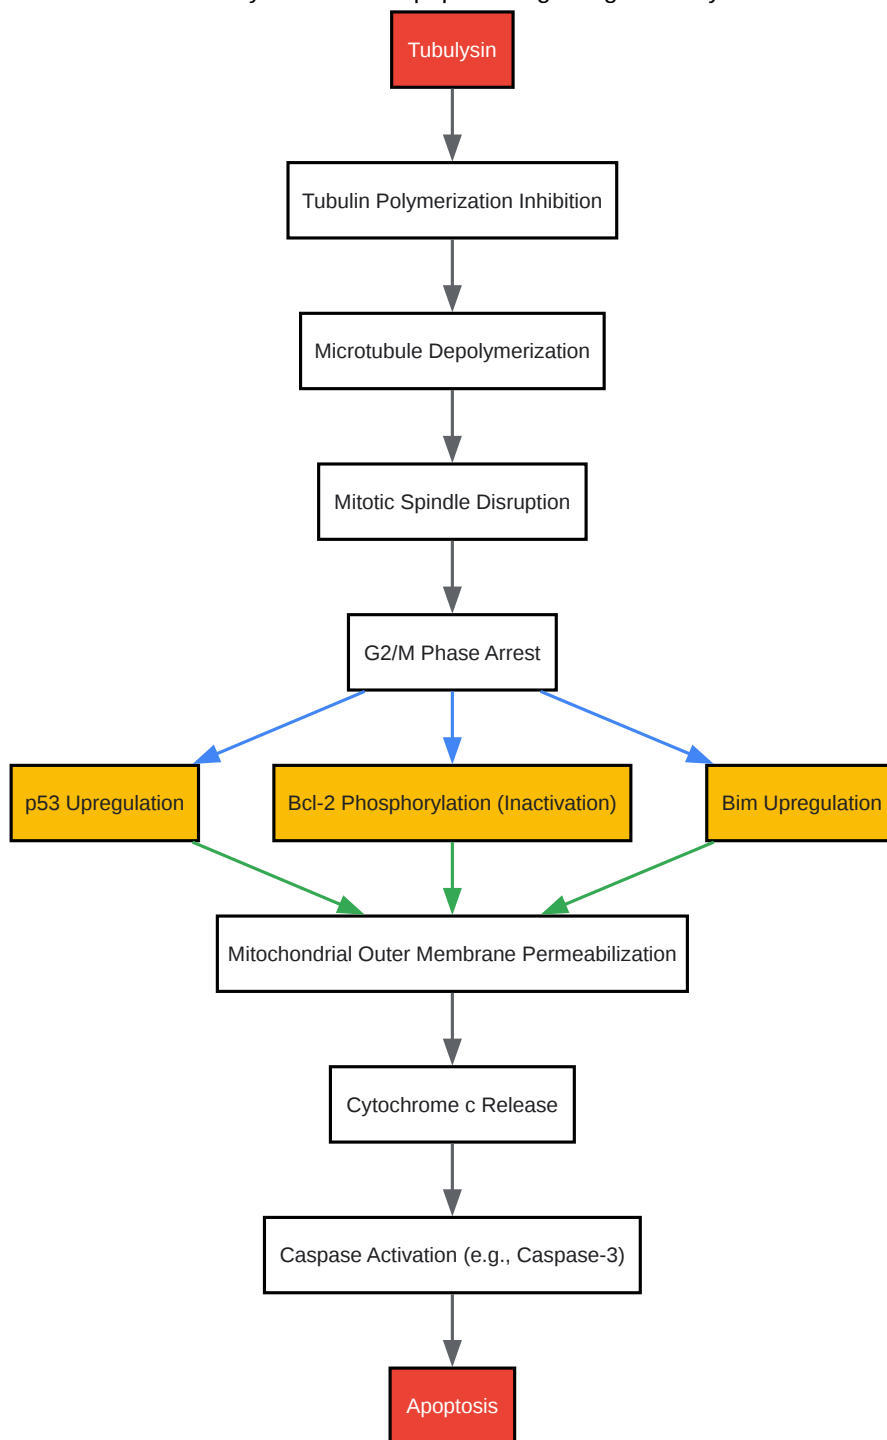 Tubulysin
Tubulin Polymerization Inhibition
Microtubule Depolymerization
Mitotic Spindle Disruption
G2/M Phase Arrest
p53 Upregulation
Bcl-2 Phosphorylation (Inactivation)
Bim Upregulation
Mitochondrial Outer Membrane Permeabilization
Cytochrome c Release
Caspase Activation (e.g., Caspase-3)
Apoptosis